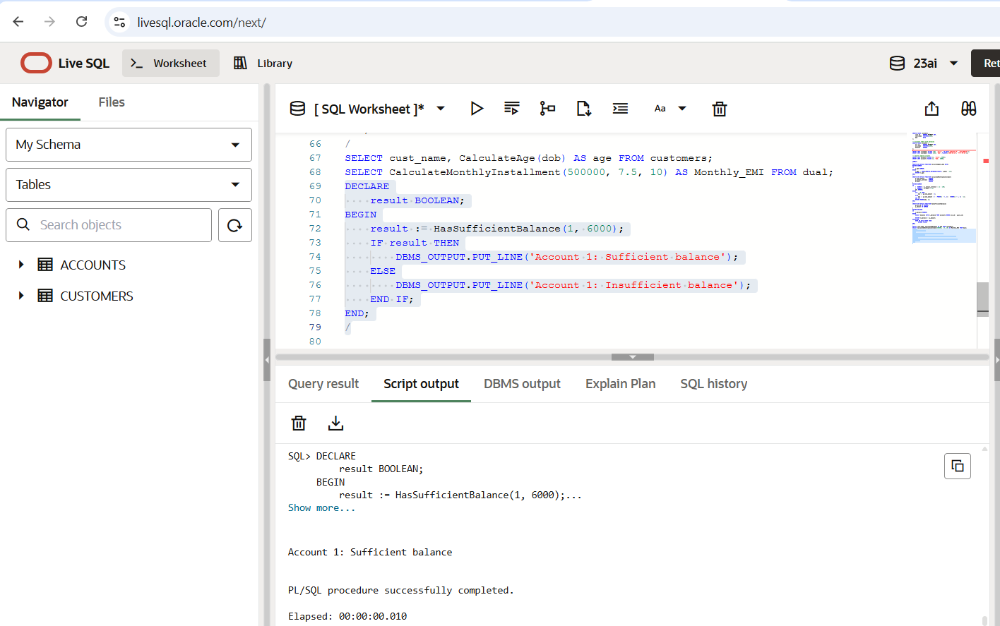 livesql.oracle.com/next/
Live SQL
Worksheet
Library
23ai
Ret
Navigator
Files
[ SQL Worksheet ]*
Aa
My Schema
Tables
Search objects
ACCOUNTS
CUSTOMERS
66 /
67 SELECT cust_name, CalculateAge(dob) AS age FROM customers;
68 SELECT CalculateMonthlyInstallment(500000, 7.5, 10) AS Monthly_EMI FROM dual;
69 DECLARE
70     result BOOLEAN;
71 BEGIN
72     result := HasSufficientBalance(1, 6000);
73     IF result THEN
74         DBMS_OUTPUT.PUT_LINE('Account 1: Sufficient balance');
75     ELSE
76         DBMS_OUTPUT.PUT_LINE('Account 1: Insufficient balance');
77     END IF;
78 END;
79 /
80
Query result
Script output
DBMS output
Explain Plan
SQL history
SQL> DECLARE
         result BOOLEAN;
     BEGIN
         result := HasSufficientBalance(1, 6000);...
Show more...
Account 1: Sufficient balance
PL/SQL procedure successfully completed.
Elapsed: 00:00:00.010